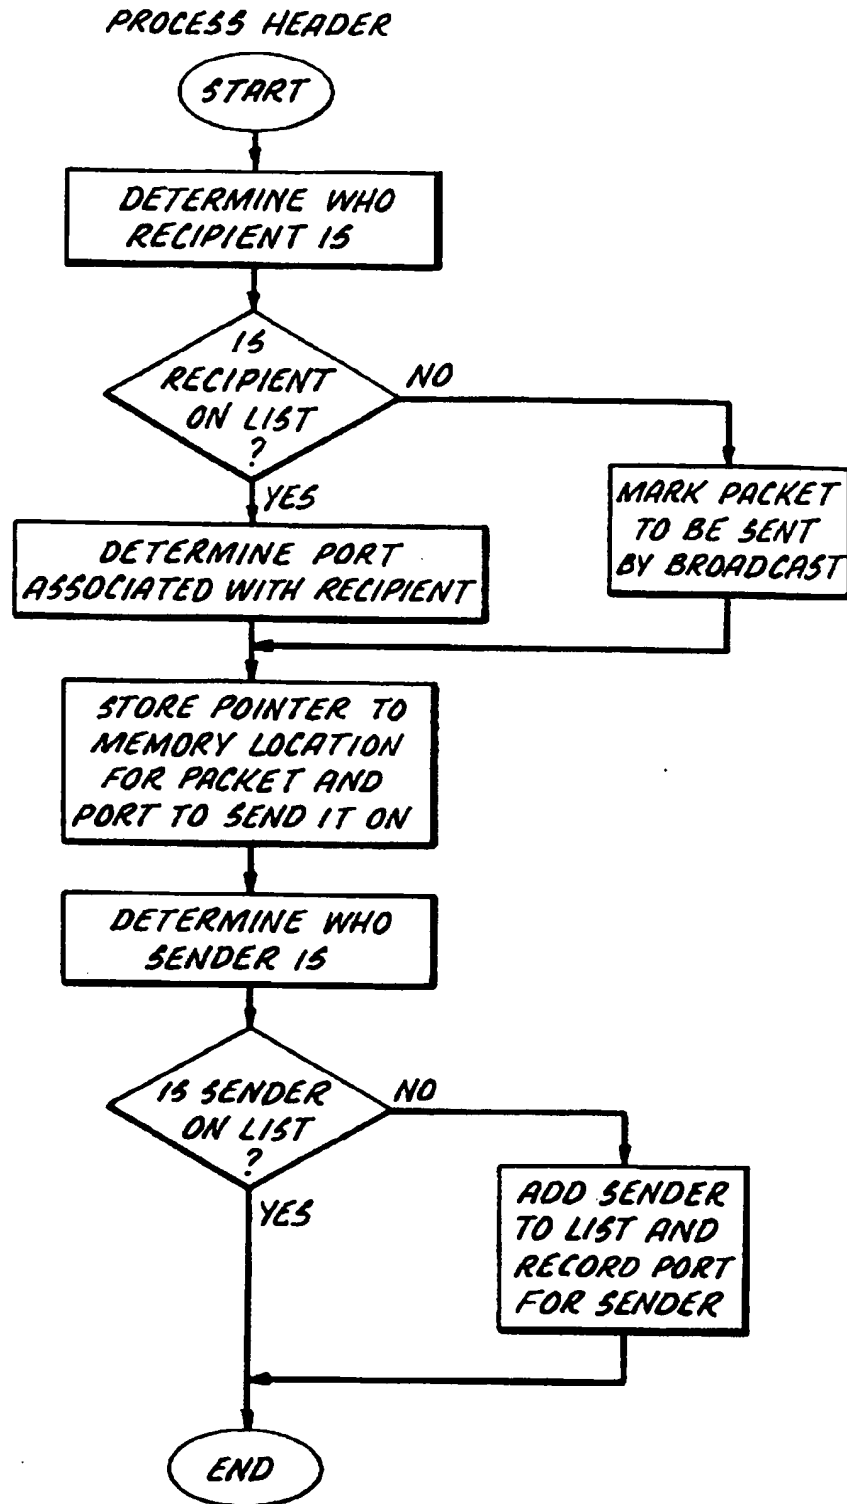 PROCESS HEADER
START
DETERMINE WHO
RECIPIENT IS
IS
RECIPIENT
ON LIST
?
NO
YES
MARK PACKET
TO BE SENT
BY BROADCAST
DETERMINE PORT
ASSOCIATED WITH RECIPIENT
STORE POINTER TO
MEMORY LOCATION
FOR PACKET AND
PORT TO SEND IT ON
DETERMINE WHO
SENDER IS
IS SENDER
ON LIST
?
NO
YES
ADD SENDER
TO LIST AND
RECORD PORT
FOR SENDER
END